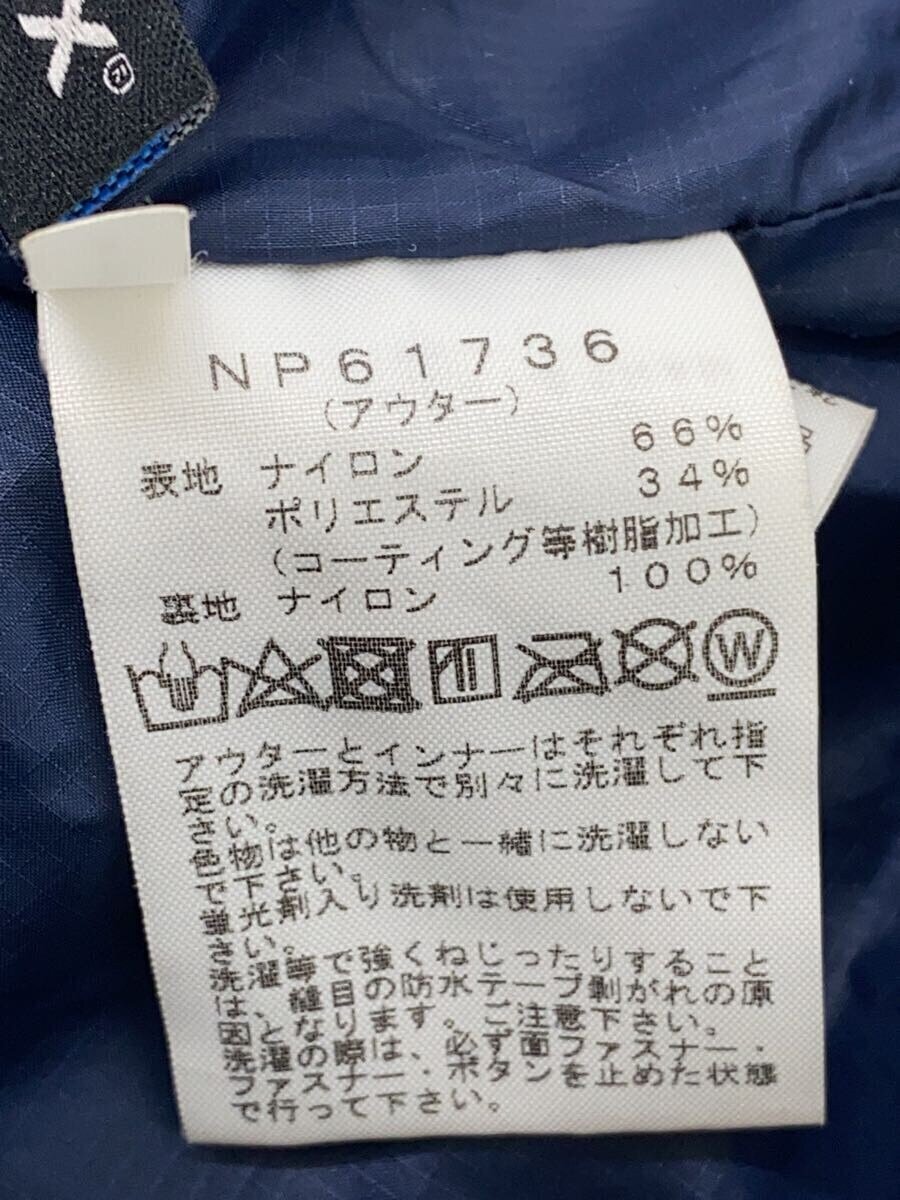 X
NP61736
(アウター)
表地 ナイロン 66%
ポリエステル 34%
(コーティング等樹脂加工)
裏地 ナイロン 100%
W
アウターとインナーはそれぞれ指
定の洗濯方法で別々に洗濯して下
さい。
色物は他の物と一緒に洗濯しない
で下さい。
蛍光剤入り洗剤は使用しないで下
さい。
洗濯等で強くねじったりすること
は、縫目の防水テープ剥がれの原
因となります。ご注意下さい。
洗濯の際は、必ず面ファスナー・
ファスナー・ボタンを止めた状態
で行って下さい。